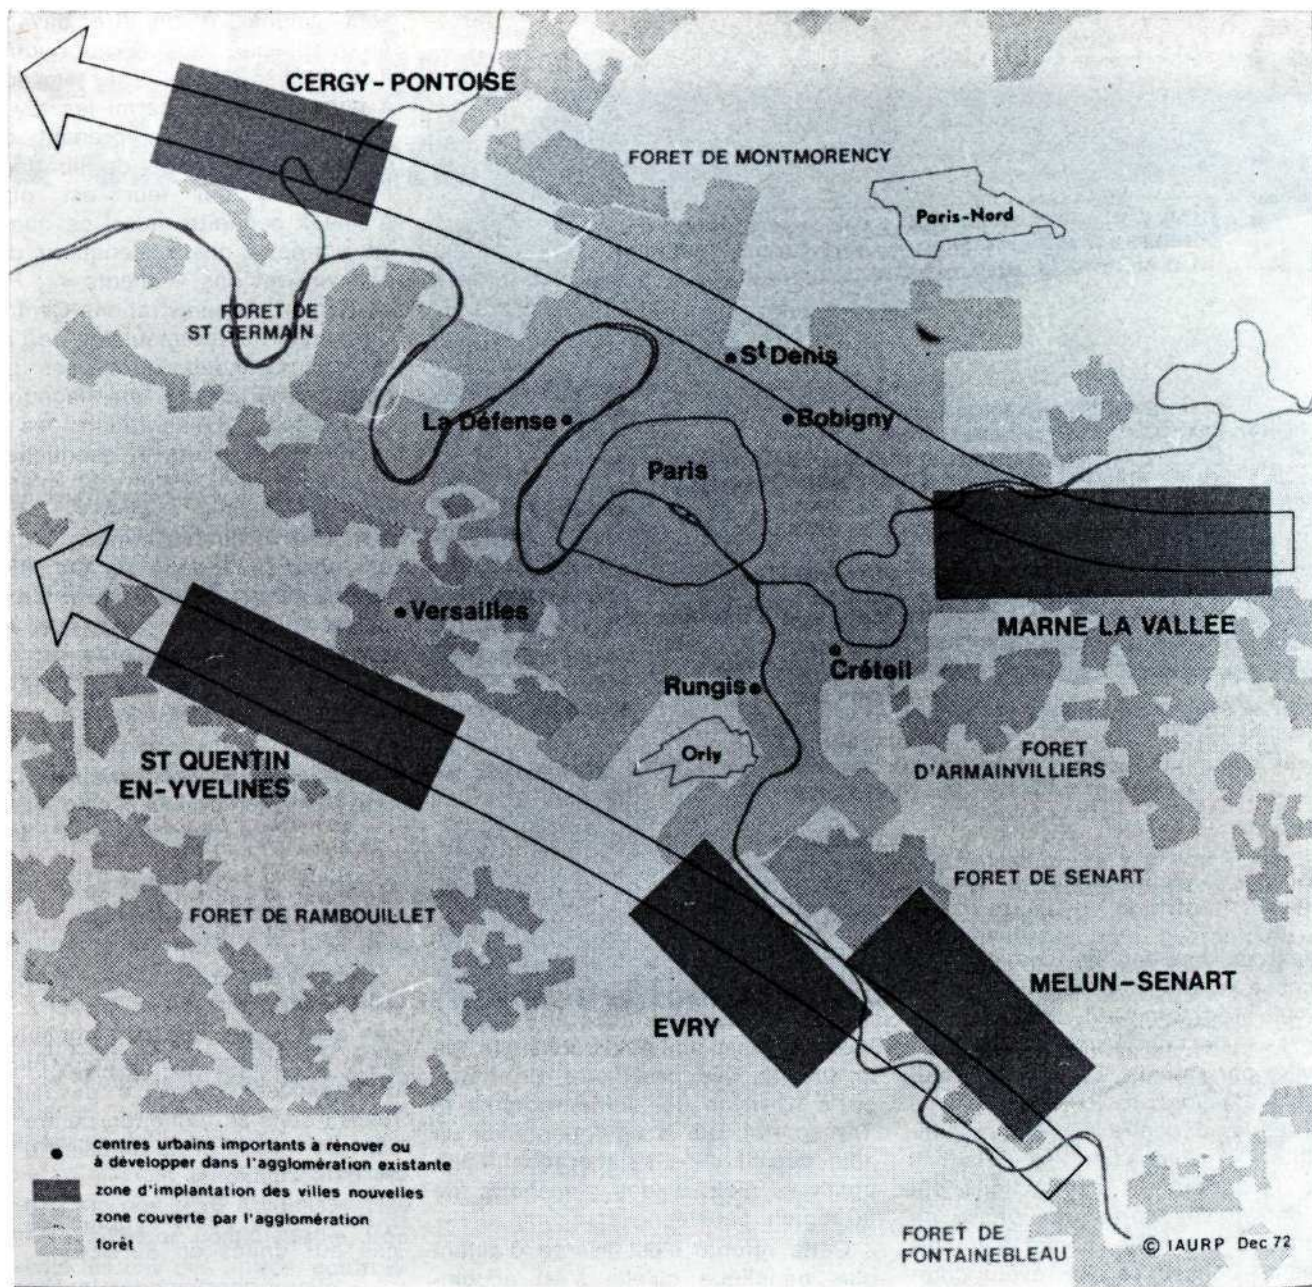 CERGY-PONTOISE
FORET DE MONTMORENCY
Paris-Nord
FORET DE
ST GERMAIN
St Denis
La Défense
Bobigny
Paris
Versailles
MARNE LA VALLEE
Créteil
Rungis
Orly
ST QUENTIN
EN-YVELINES
FORET
D'ARMAINVILLIERS
FORET DE SENART
FORET DE RAMBOUILLET
MELUN-SENART
EVRY
centres urbains importants à rénover ou
à développer dans l'agglomération existante
zone d'implantation des villes nouvelles
zone couverte par l'agglomération
forêt
FORET DE
FONTAINEBLEAU
© IAURP Dec 72